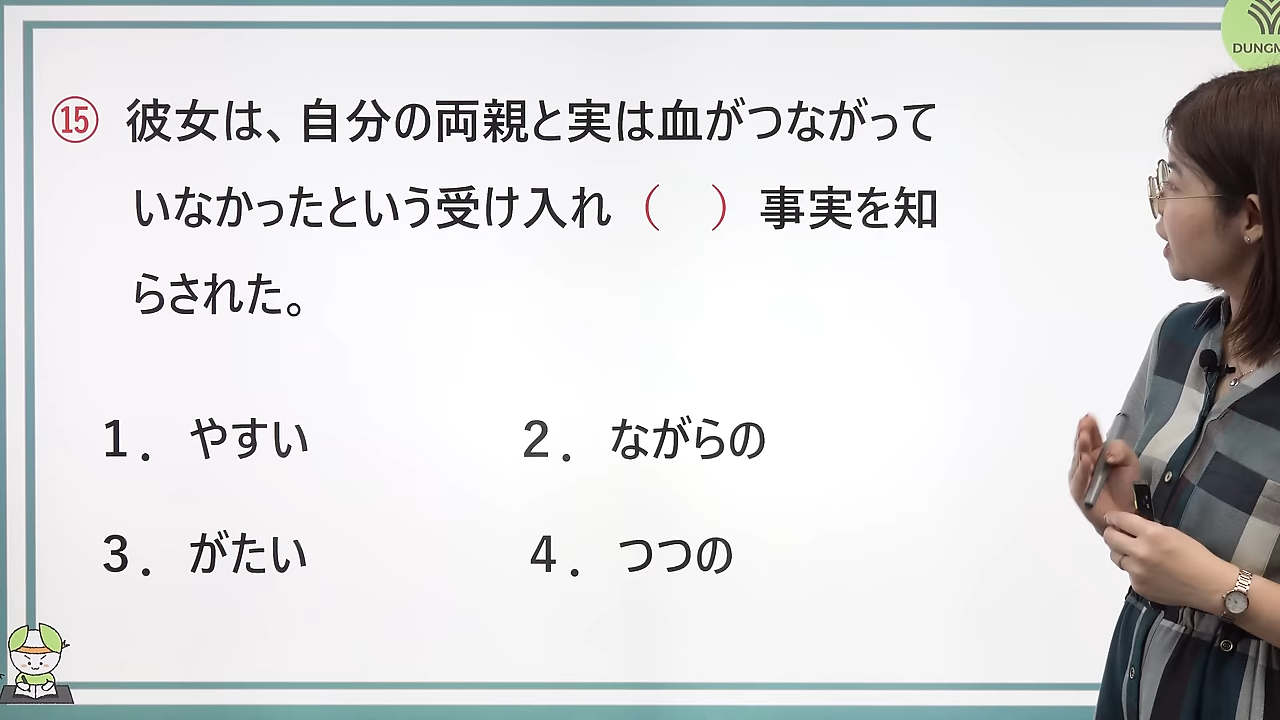 DUNGM
⑮ 彼女は、自分の両親と実は血がつながって
いなかったという受け入れ（　）事実を知
らされた。
1．やすい 2．ながらの
3．がたい 4．つつの